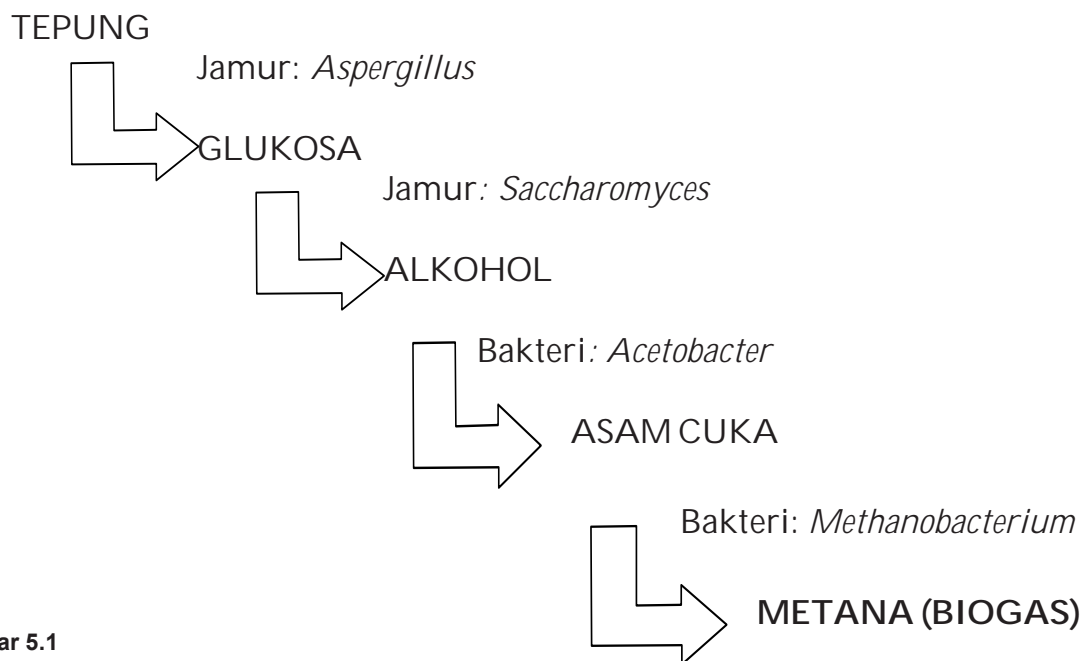 TEPUNG
Jamur: Aspergillus
GLUKOSA
Jamur: Saccharomyces
ALKOHOL
Bakteri: Acetobacter
ASAM CUKA
Bakteri: Methanobacterium
METANA (BIOGAS)
ar 5.1